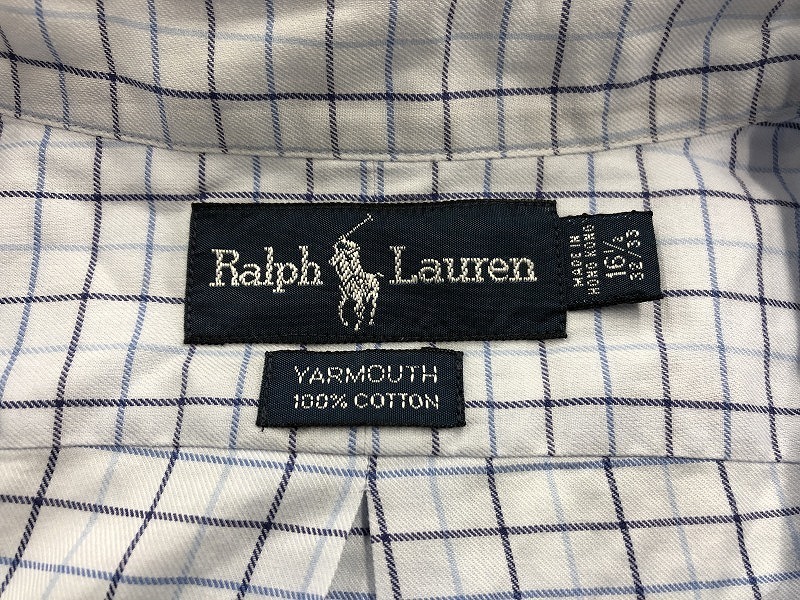 Ralph Lauren
MADE IN
HONG KONG
16 1/2
32/33
YARMOUTH
100% COTTON